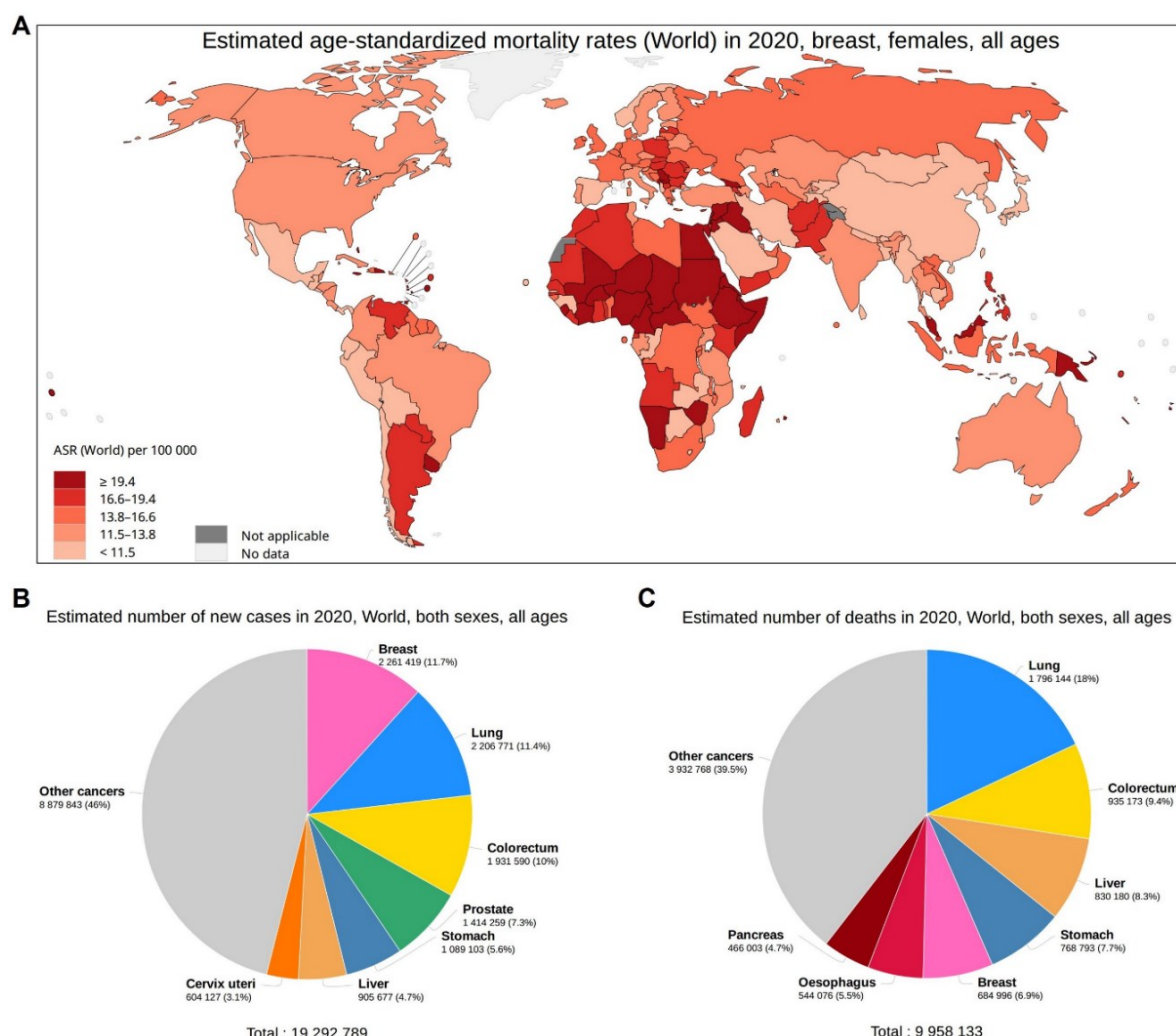 A
Estimated age-standardized mortality rates (World) in 2020, breast, females, all ages
ASR (World) per 100 000
≥ 19.4
16.6–19.4
13.8–16.6
11.5–13.8
< 11.5
Not applicable
No data
B
Estimated number of new cases in 2020, World, both sexes, all ages
Breast
2 261 419 (11.7%)
Lung
2 206 771 (11.4%)
Colorectum
1 931 590 (10%)
Prostate
1 414 259 (7.3%)
Stomach
1 089 103 (5.6%)
Liver
905 677 (4.7%)
Cervix uteri
604 127 (3.1%)
Other cancers
8 879 843 (46%)
Total : 19 292 789
C
Estimated number of deaths in 2020, World, both sexes, all ages
Lung
1 796 144 (18%)
Colorectum
935 173 (9.4%)
Liver
830 180 (8.3%)
Stomach
768 793 (7.7%)
Breast
684 996 (6.9%)
Oesophagus
544 076 (5.5%)
Pancreas
466 003 (4.7%)
Other cancers
3 932 768 (39.5%)
Total : 9 958 133